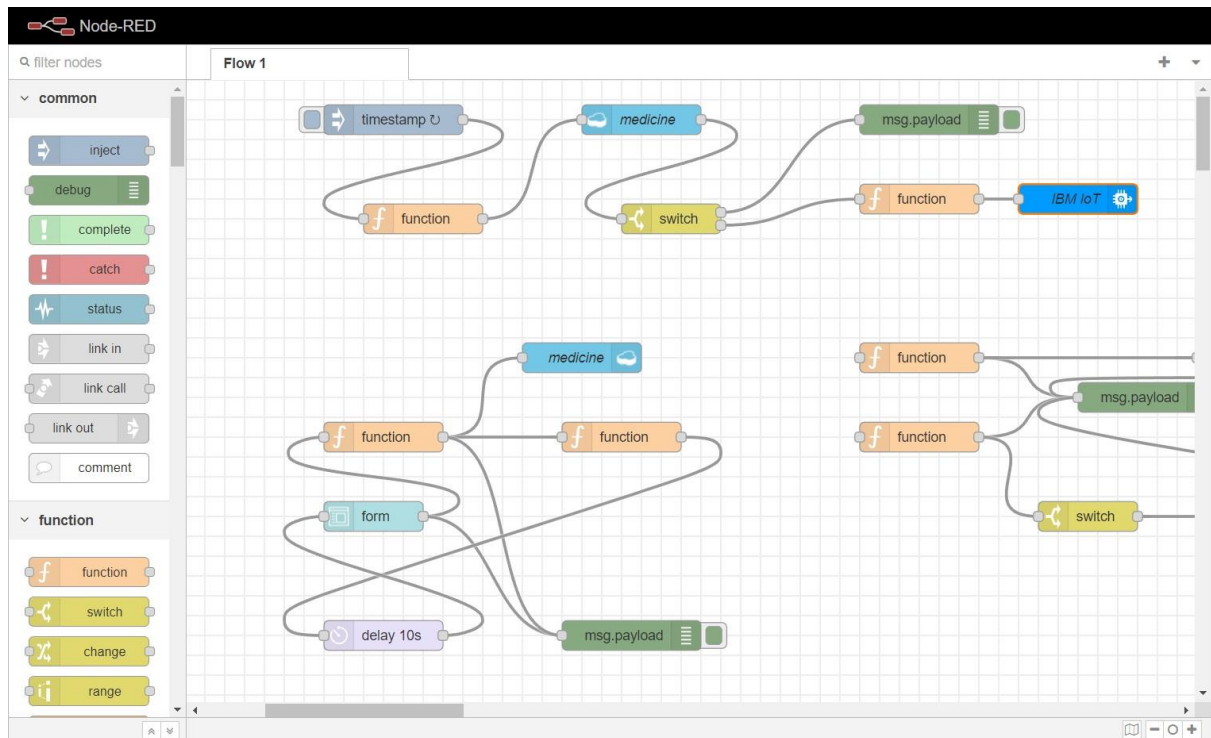 Node-RED
filter nodes
Flow 1
common
inject
debug
complete
catch
status
link in
link call
link out
comment
function
function
switch
change
range
timestamp ↻
medicine
msg.payload
function
switch
function
IBM IoT
medicine
function
msg.payload
function
function
function
form
switch
delay 10s
msg.payload